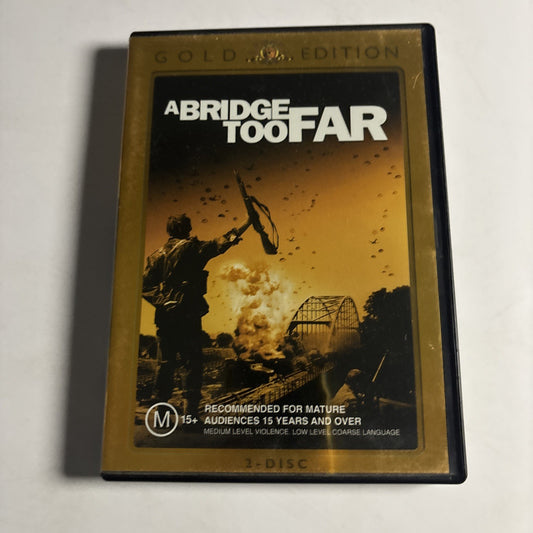 GOLD EDITION
A BRIDGE
TOO FAR
M 15+
RECOMMENDED FOR MATURE
AUDIENCES 15 YEARS AND OVER
MEDIUM LEVEL VIOLENCE, LOW LEVEL COARSE LANGUAGE
2-DISC